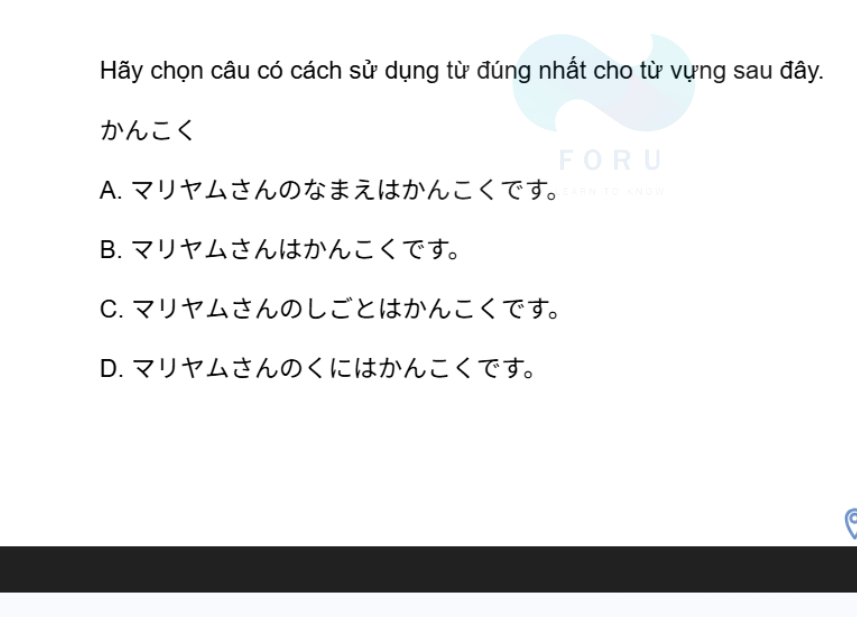 Hãy chọn câu có cách sử dụng từ đúng nhất cho từ vựng sau đây.
かんこく
FORU
LEARN TO KNOW
A. マリヤムさんのなまえはかんこくです。
B. マリヤムさんはかんこくです。
C. マリヤムさんのしごとはかんこくです。
D. マリヤムさんのくにはかんこくです。